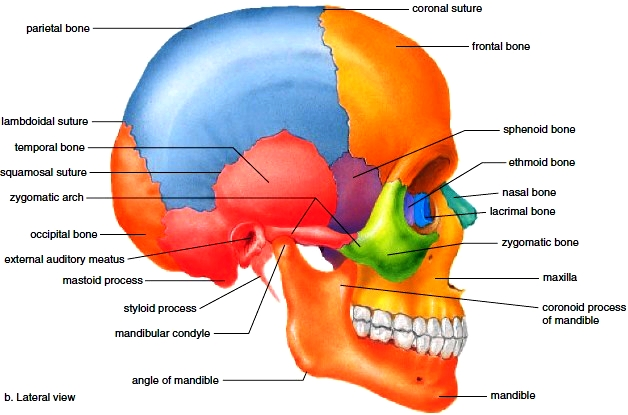 coronal suture
parietal bone
frontal bone
lambdoidal suture
temporal bone
squamosal suture
zygomatic arch
occipital bone
external auditory meatus
mastoid process
styloid process
mandibular condyle
angle of mandible
sphenoid bone
ethmoid bone
nasal bone
lacrimal bone
zygomatic bone
maxilla
coronoid process
of mandible
mandible
b. Lateral view